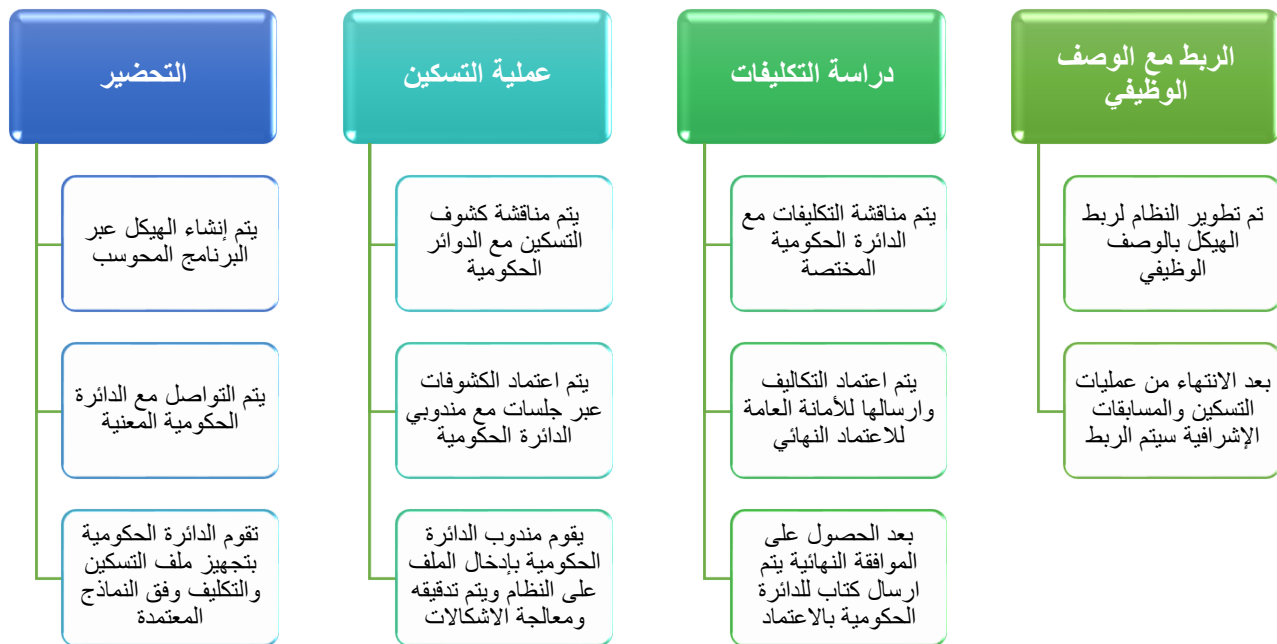 التحضير
يتم إنشاء الهيكل عبر
البرنامج المحوسب
يتم التواصل مع الدائرة
الحكومية المعنية
تقوم الدائرة الحكومية
بتجهيز ملف التسكين
والتكليف وفق النماذج
المعتمدة
عملية التسكين
يتم مناقشة كشوف
التسكين مع الدوائر
الحكومية
يتم اعتماد الكشوفات
عبر جلسات مع مندوبي
الدائرة الحكومية
يقوم مندوب الدائرة
الحكومية بإدخال الملف
على النظام ويتم تدقيقه
ومعالجة الاشكالات
دراسة التكليفات
يتم مناقشة التكليفات مع
الدائرة الحكومية
المختصة
يتم اعتماد التكاليف
وارسالها للأمانة العامة
للاعتماد النهائي
بعد الحصول على
الموافقة النهائية يتم
ارسال كتاب للدائرة
الحكومية بالاعتماد
الربط مع الوصف
الوظيفي
تم تطوير النظام لربط
الهيكل بالوصف
الوظيفي
بعد الانتهاء من عمليات
التسكين والمسابقات
الإشرافية سيتم الربط